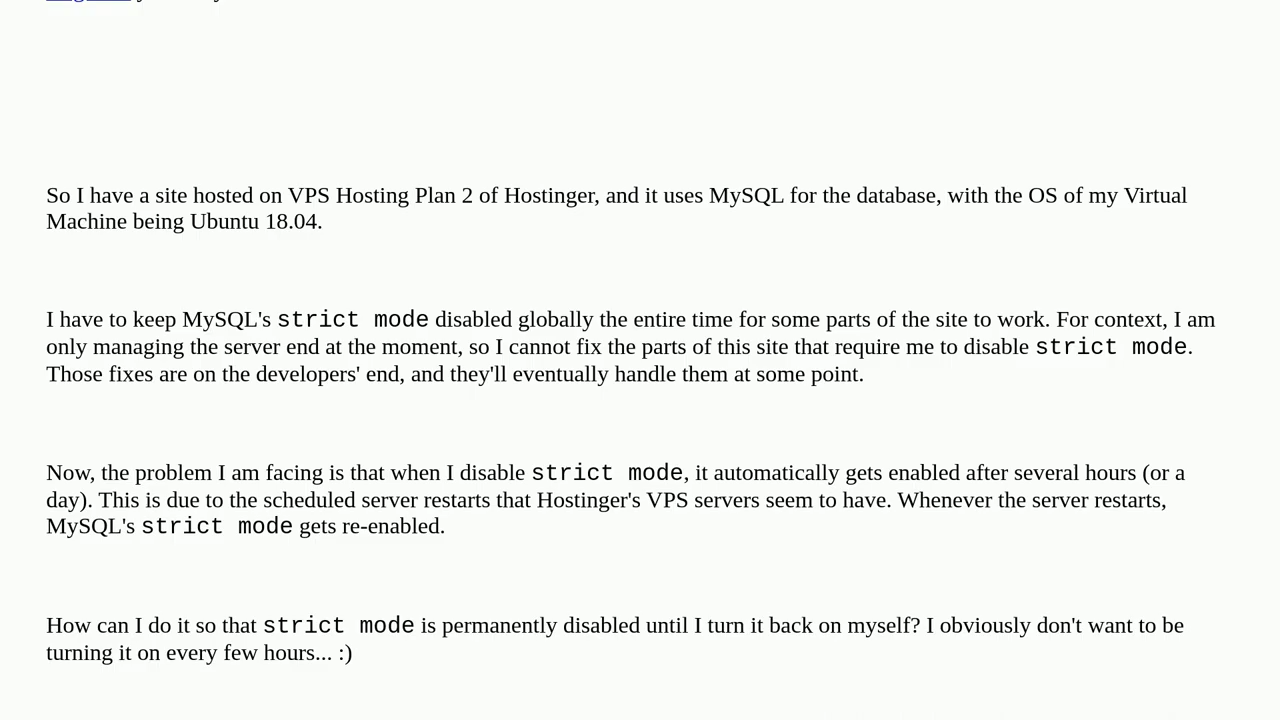 So I have a site hosted on VPS Hosting Plan 2 of Hostinger, and it uses MySQL for the database, with the OS of my Virtual
Machine being Ubuntu 18.04.
I have to keep MySQL's strict mode disabled globally the entire time for some parts of the site to work. For context, I am
only managing the server end at the moment, so I cannot fix the parts of this site that require me to disable strict mode.
Those fixes are on the developers' end, and they'll eventually handle them at some point.
Now, the problem I am facing is that when I disable strict mode, it automatically gets enabled after several hours (or a
day). This is due to the scheduled server restarts that Hostinger's VPS servers seem to have. Whenever the server restarts,
MySQL's strict mode gets re-enabled.
How can I do it so that strict mode is permanently disabled until I turn it back on myself? I obviously don't want to be
turning it on every few hours... :)